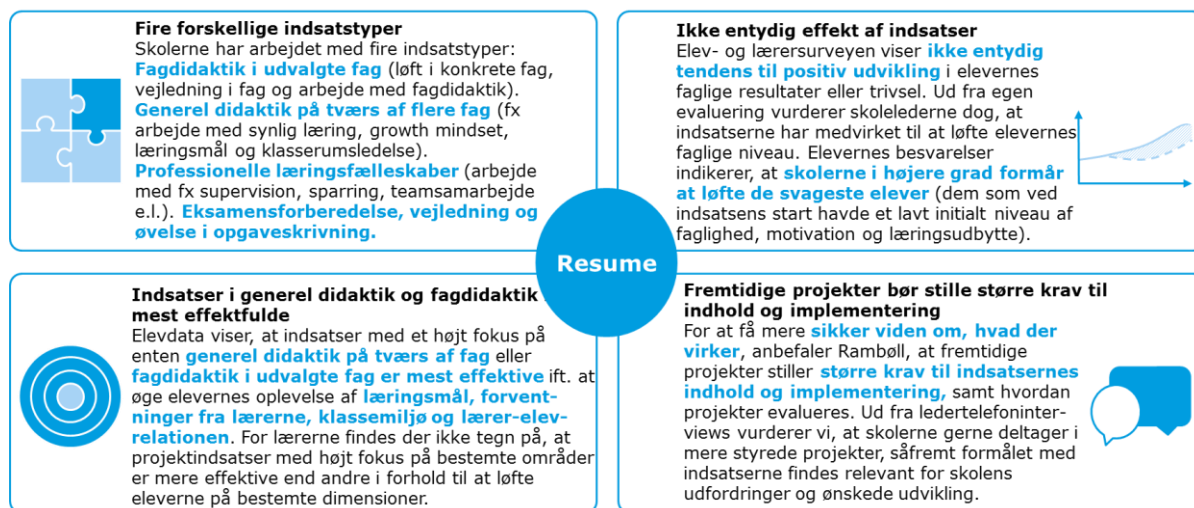 Fire forskellige indsatstyper
Skolerne har arbejdet med fire indsatstyper:
Fagdidaktik i udvalgte fag (løft i konkrete fag,
vejledning i fag og arbejde med fagdidaktik).
Generel didaktik på tværs af flere fag (fx
arbejde med synlig læring, growth mindset,
læringsmål og klasserumsledelse).
Professionelle læringsfælleskaber (arbejde
med fx supervision, sparring, teamsamarbejde
e.l.). Eksamensforberedelse, vejledning og
øvelse i opgaveskrivning.
Ikke entydig effekt af indsatser
Elev- og lærersurveyen viser ikke entydig
tendens til positiv udvikling i elevernes
faglige resultater eller trivsel. Ud fra egen
evaluering vurderer skolelederne dog, at
indsatserne har medvirket til at løfte elevernes
faglige niveau. Elevernes besvarelser
indikerer, at skolerne i højere grad formår
at løfte de svageste elever (dem som ved
indsatsens start havde et lavt initialt niveau af
faglighed, motivation og læringsudbytte).
Resume
Indsatser i generel didaktik og fagdidaktik
mest effektfulde
Elevdata viser, at indsatser med et højt fokus på
enten generel didaktik på tværs af fag eller
fagdidaktik i udvalgte fag er mest effektive ift. at
øge elevernes oplevelse af læringsmål, forvent-
ninger fra lærerne, klassemiljø og lærer-elev-
relationen. For lærerne findes der ikke tegn på, at
projektindsatser med højt fokus på bestemte områder
er mere effektive end andre i forhold til at løfte
eleverne på bestemte dimensioner.
Fremtidige projekter bør stille større krav til
indhold og implementering
For at få mere sikker viden om, hvad der
virker, anbefaler Rambøll, at fremtidige
projekter stiller større krav til indsatsernes
indhold og implementering, samt hvordan
projekter evalueres. Ud fra ledertelefoninter-
views vurderer vi, at skolerne gerne deltager i
mere styrede projekter, såfremt formålet med
indsatserne findes relevant for skolens
udfordringer og ønskede udvikling.